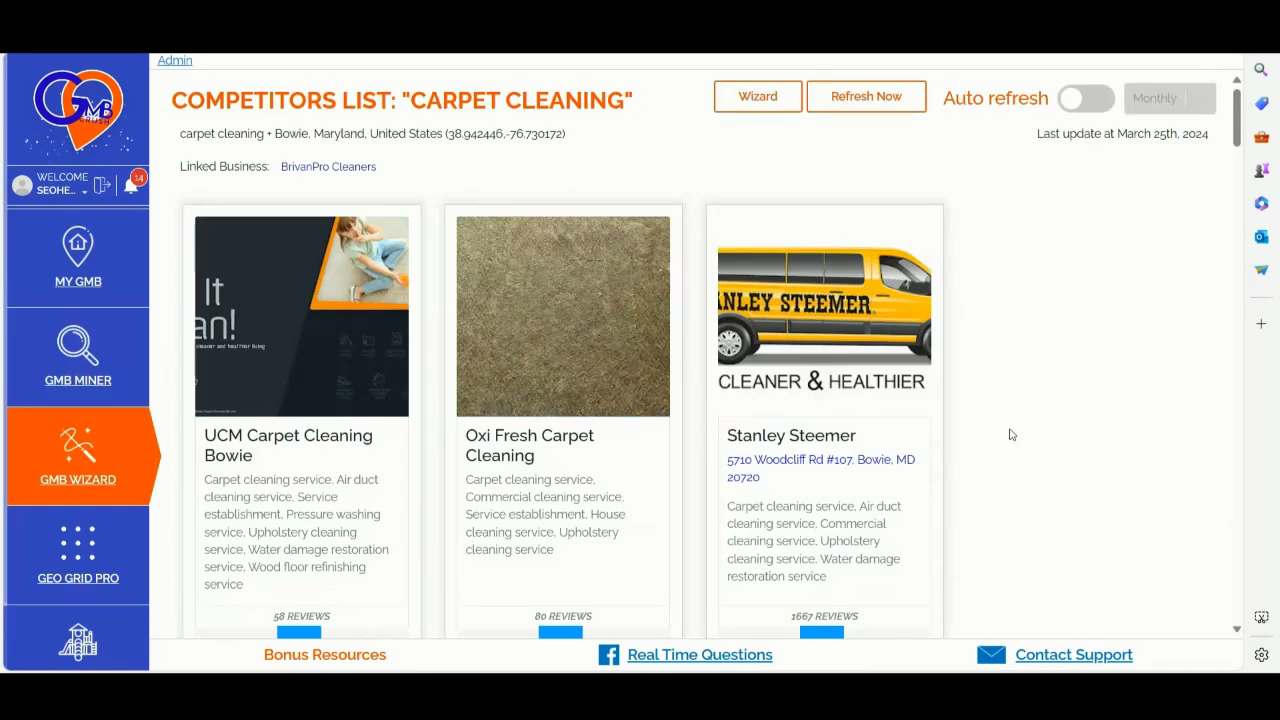 Admin
GMB
CRUSH
COMPETITORS LIST: "CARPET CLEANING"
Wizard
Refresh Now
Auto refresh
Monthly
carpet cleaning + Bowie, Maryland, United States (38.942446,-76.730172)
Last update at March 25th, 2024
Linked Business: BrivanPro Cleaners
WELCOME
SEOHE...
14
MY GMB
GMB MINER
GMB WIZARD
GEO GRID PRO
It
an!
UCM Carpet Cleaning
Bowie
Carpet cleaning service, Air duct
cleaning service, Service
establishment, Pressure washing
service, Upholstery cleaning
service, Water damage restoration
service, Wood floor refinishing
service
58 REVIEWS
Oxi Fresh Carpet
Cleaning
Carpet cleaning service,
Commercial cleaning service,
Service establishment, House
cleaning service, Upholstery
cleaning service
80 REVIEWS
NLEY STEEMER
CLEANER & HEALTHIER
Stanley Steemer
5710 Woodcliff Rd #107, Bowie, MD
20720
Carpet cleaning service, Air duct
cleaning service, Commercial
cleaning service, Upholstery
cleaning service, Water damage
restoration service
1667 REVIEWS
Bonus Resources
Real Time Questions
Contact Support